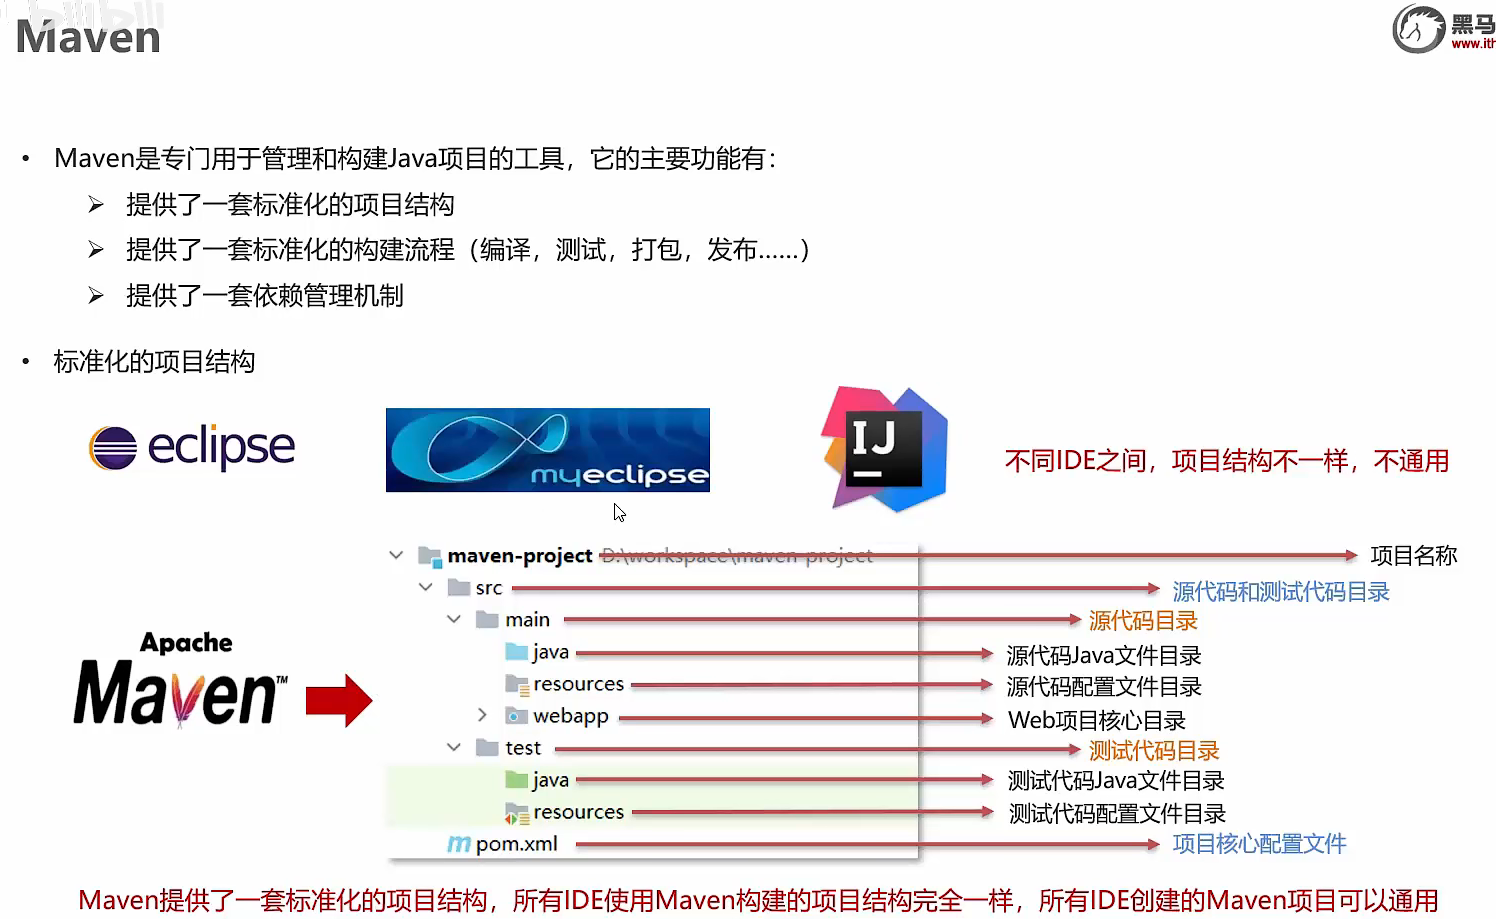 Maven
黑马
www.ith
• Maven是专门用于管理和构建Java项目的工具，它的主要功能有：
➢ 提供了一套标准化的项目结构
➢ 提供了一套标准化的构建流程（编译，测试，打包，发布……）
➢ 提供了一套依赖管理机制
• 标准化的项目结构
eclipse
myeclipse
IJ
不同IDE之间，项目结构不一样，不通用
maven-project D:\workspace\maven-project 项目名称
src 源代码和测试代码目录
main 源代码目录
java 源代码Java文件目录
resources 源代码配置文件目录
webapp Web项目核心目录
test 测试代码目录
java 测试代码Java文件目录
resources 测试代码配置文件目录
pom.xml 项目核心配置文件
Apache
Maven™
Maven提供了一套标准化的项目结构，所有IDE使用Maven构建的项目结构完全一样，所有IDE创建的Maven项目可以通用